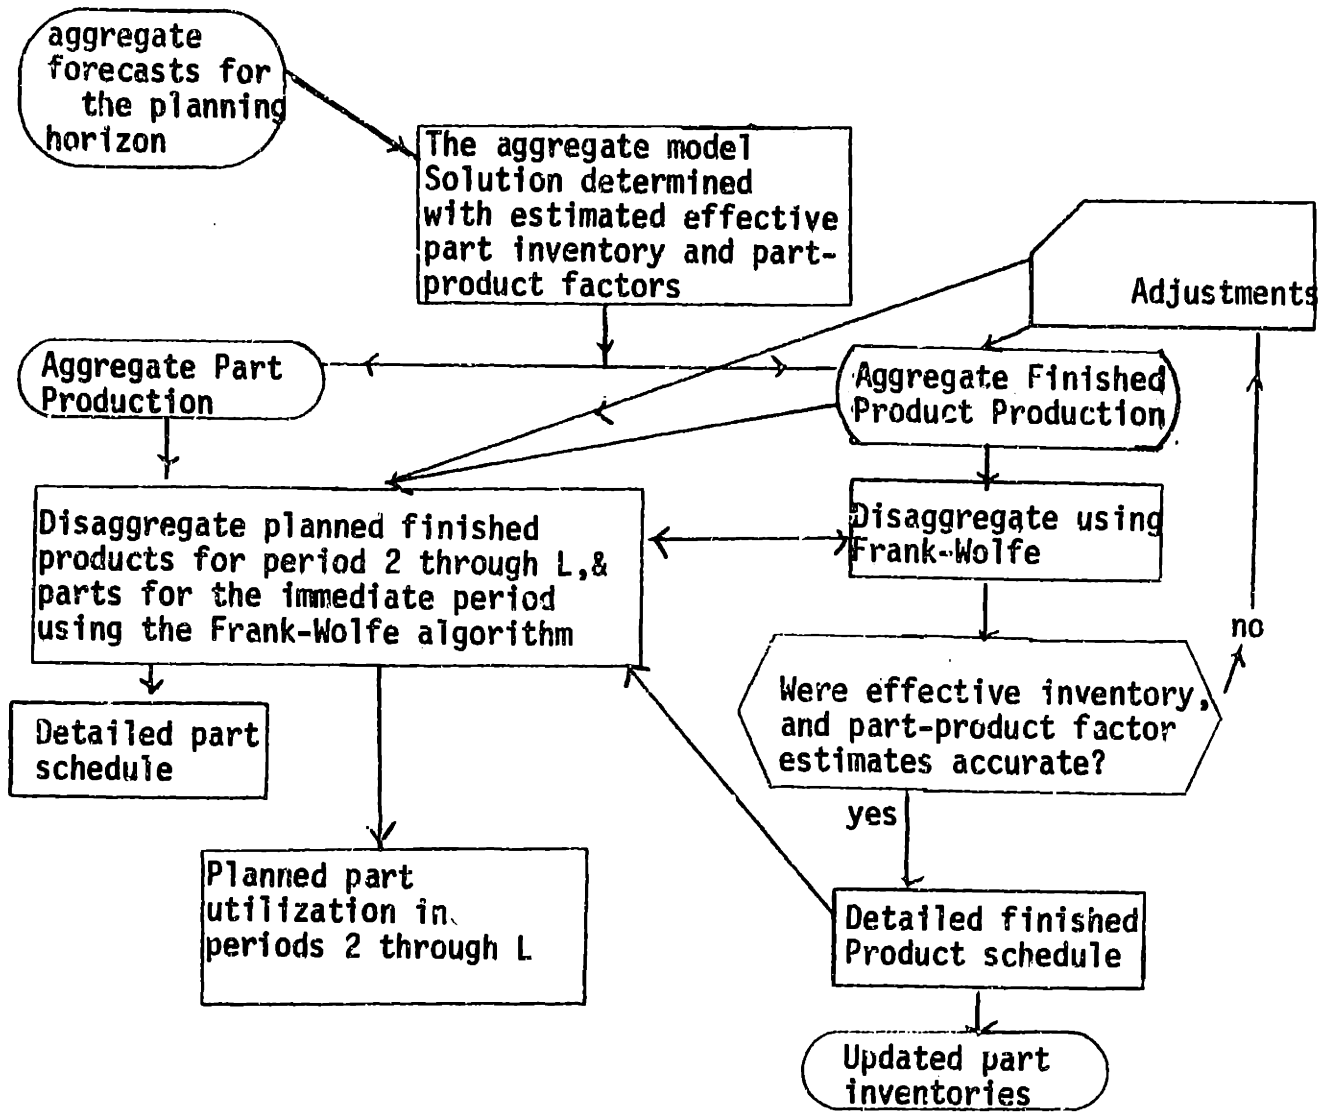 aggregate
forecasts for
the planning
horizon
The aggregate model
Solution determined
with estimated effective
part inventory and part-
product factors
Adjustments
Aggregate Part
Production
Aggregate Finished
Product Production
Disaggregate planned finished
products for period 2 through L,&
parts for the immediate period
using the Frank-Wolfe algorithm
Disaggregate using
Frank-Wolfe
no
Were effective inventory,
and part-product factor
estimates accurate?
Detailed part
schedule
yes
Planned part
utilization in
periods 2 through L
Detailed finished
Product schedule
Updated part
inventories